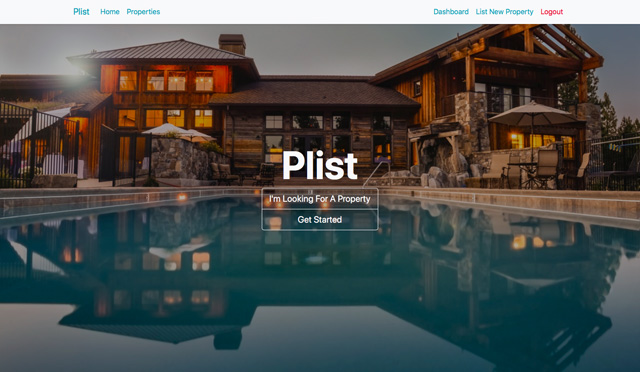 Plist Home Properties Dashboard List New Property Logout
Plist
I'm Looking For A Property
Get Started